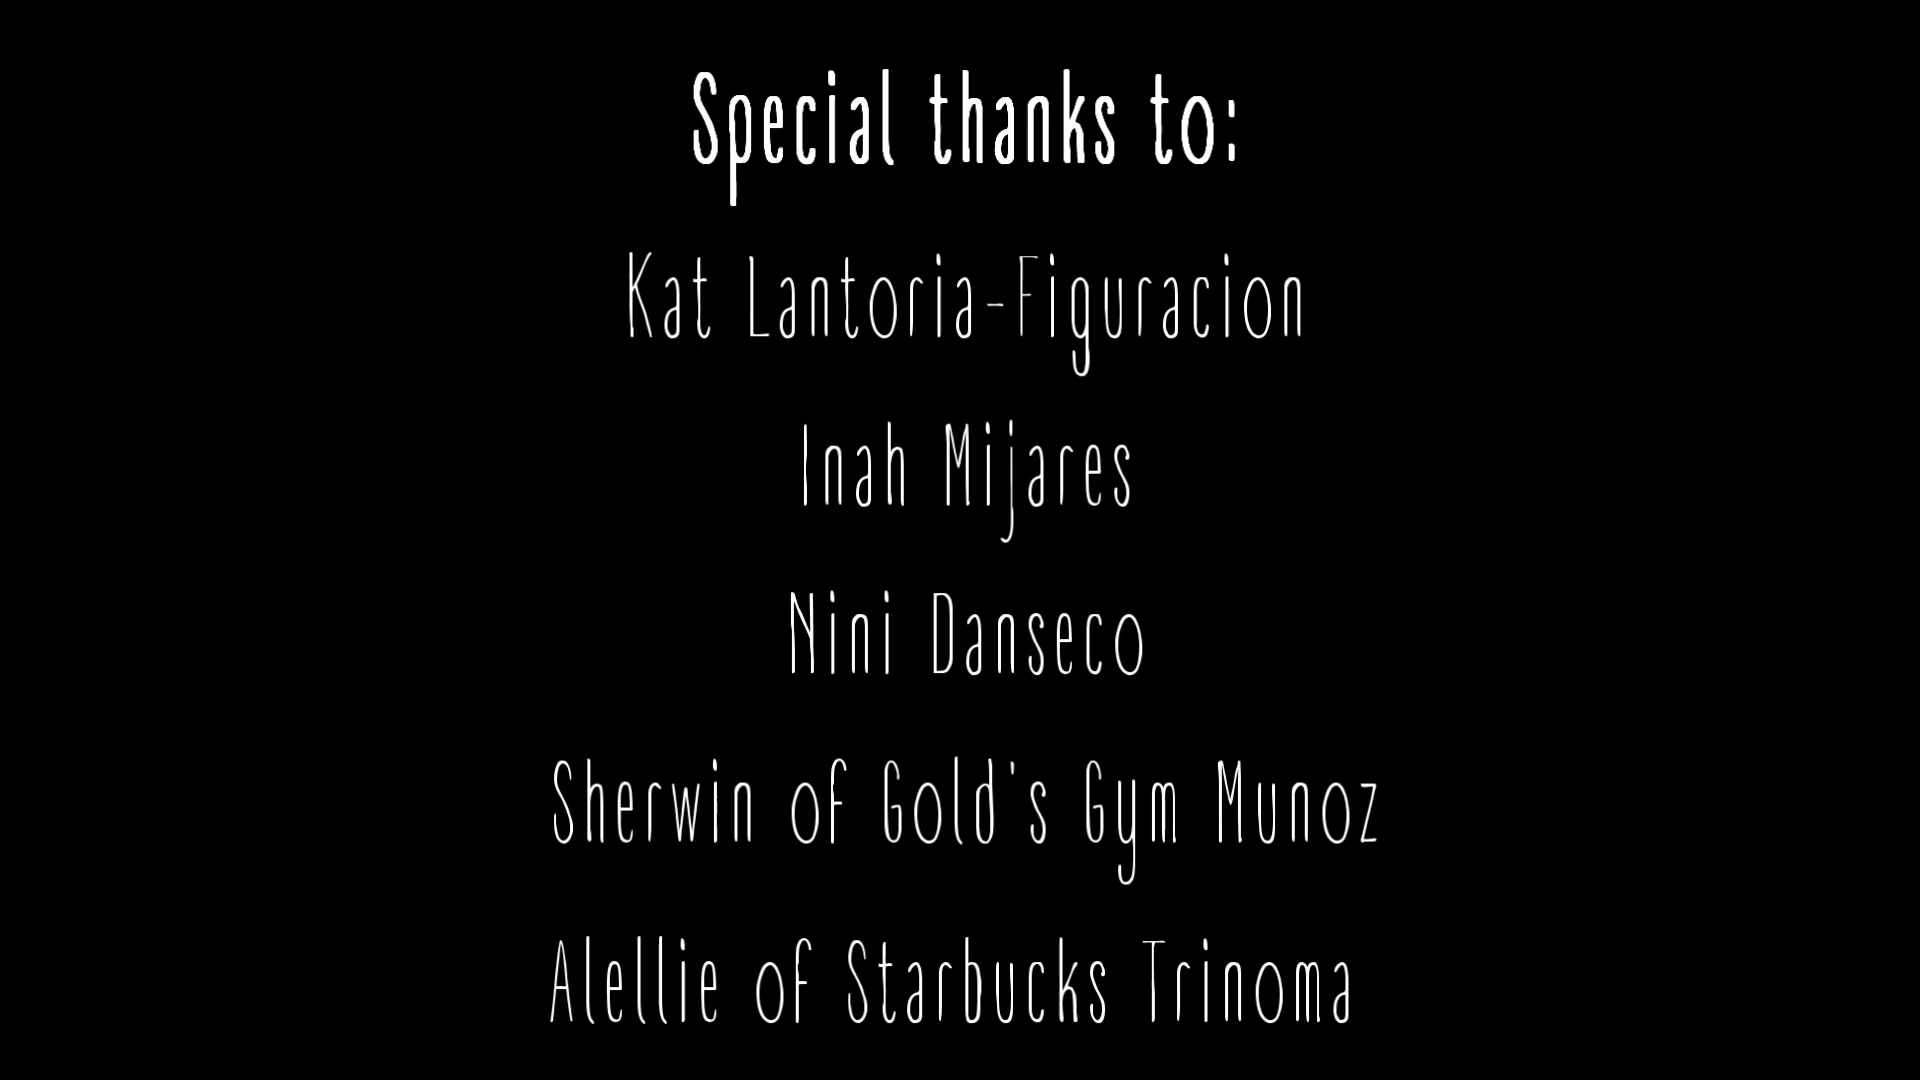 Special thanks to:
Kat Lantoria-Figuracion
Inah Mijares
Nini Danseco
Sherwin of Gold's Gym Munoz
Alellie of Starbucks Trinoma